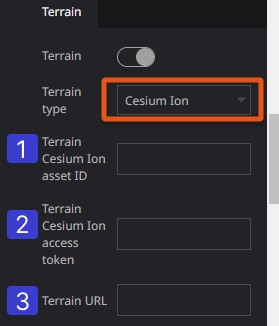 Terrain
Terrain
Terrain
type
Cesium Ion
1
Terrain
Cesium Ion
asset ID
2
Terrain
Cesium Ion
access
token
3
Terrain URL